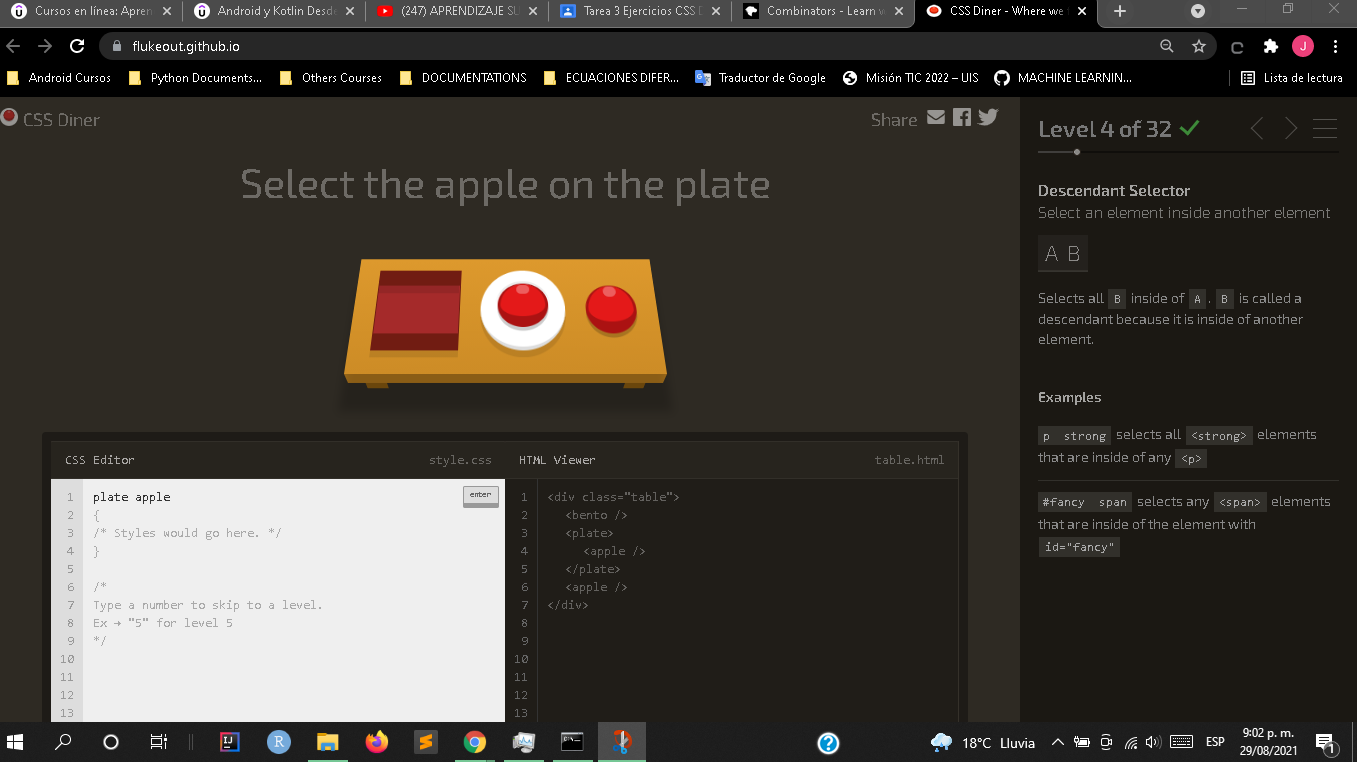 Cursos en línea: Apren
Android y Kotlin Desde
(247) APRENDIZAJE SU
Tarea 3 Ejercicios CSS D
Combinators - Learn w
CSS Diner - Where we f
flukeout.github.io
J
Android Cursos
Python Documents...
Others Courses
DOCUMENTATIONS
ECUACIONES DIFER...
Traductor de Google
Misión TIC 2022 – UIS
MACHINE LEARNIN...
Lista de lectura
CSS Diner
Share
Select the apple on the plate
CSS Editor
style.css
1 plate apple
enter
2 {
3 /* Styles would go here. */
4 }
5
6 /*
7 Type a number to skip to a level.
8 Ex → "5" for level 5
9 */
10
11
12
13
HTML Viewer
table.html
1 <div class="table">
2 <bento />
3 <plate>
4 <apple />
5 </plate>
6 <apple />
7 </div>
8
9
10
11
12
13
Level 4 of 32
Descendant Selector
Select an element inside another element
A B
Selects all B inside of A . B is called a
descendant because it is inside of another
element.
Examples
p strong selects all <strong> elements
that are inside of any <p>
#fancy span selects any <span> elements
that are inside of the element with
id="fancy"
IJ
R
18°C Lluvia
ESP
9:02 p. m.
29/08/2021
1